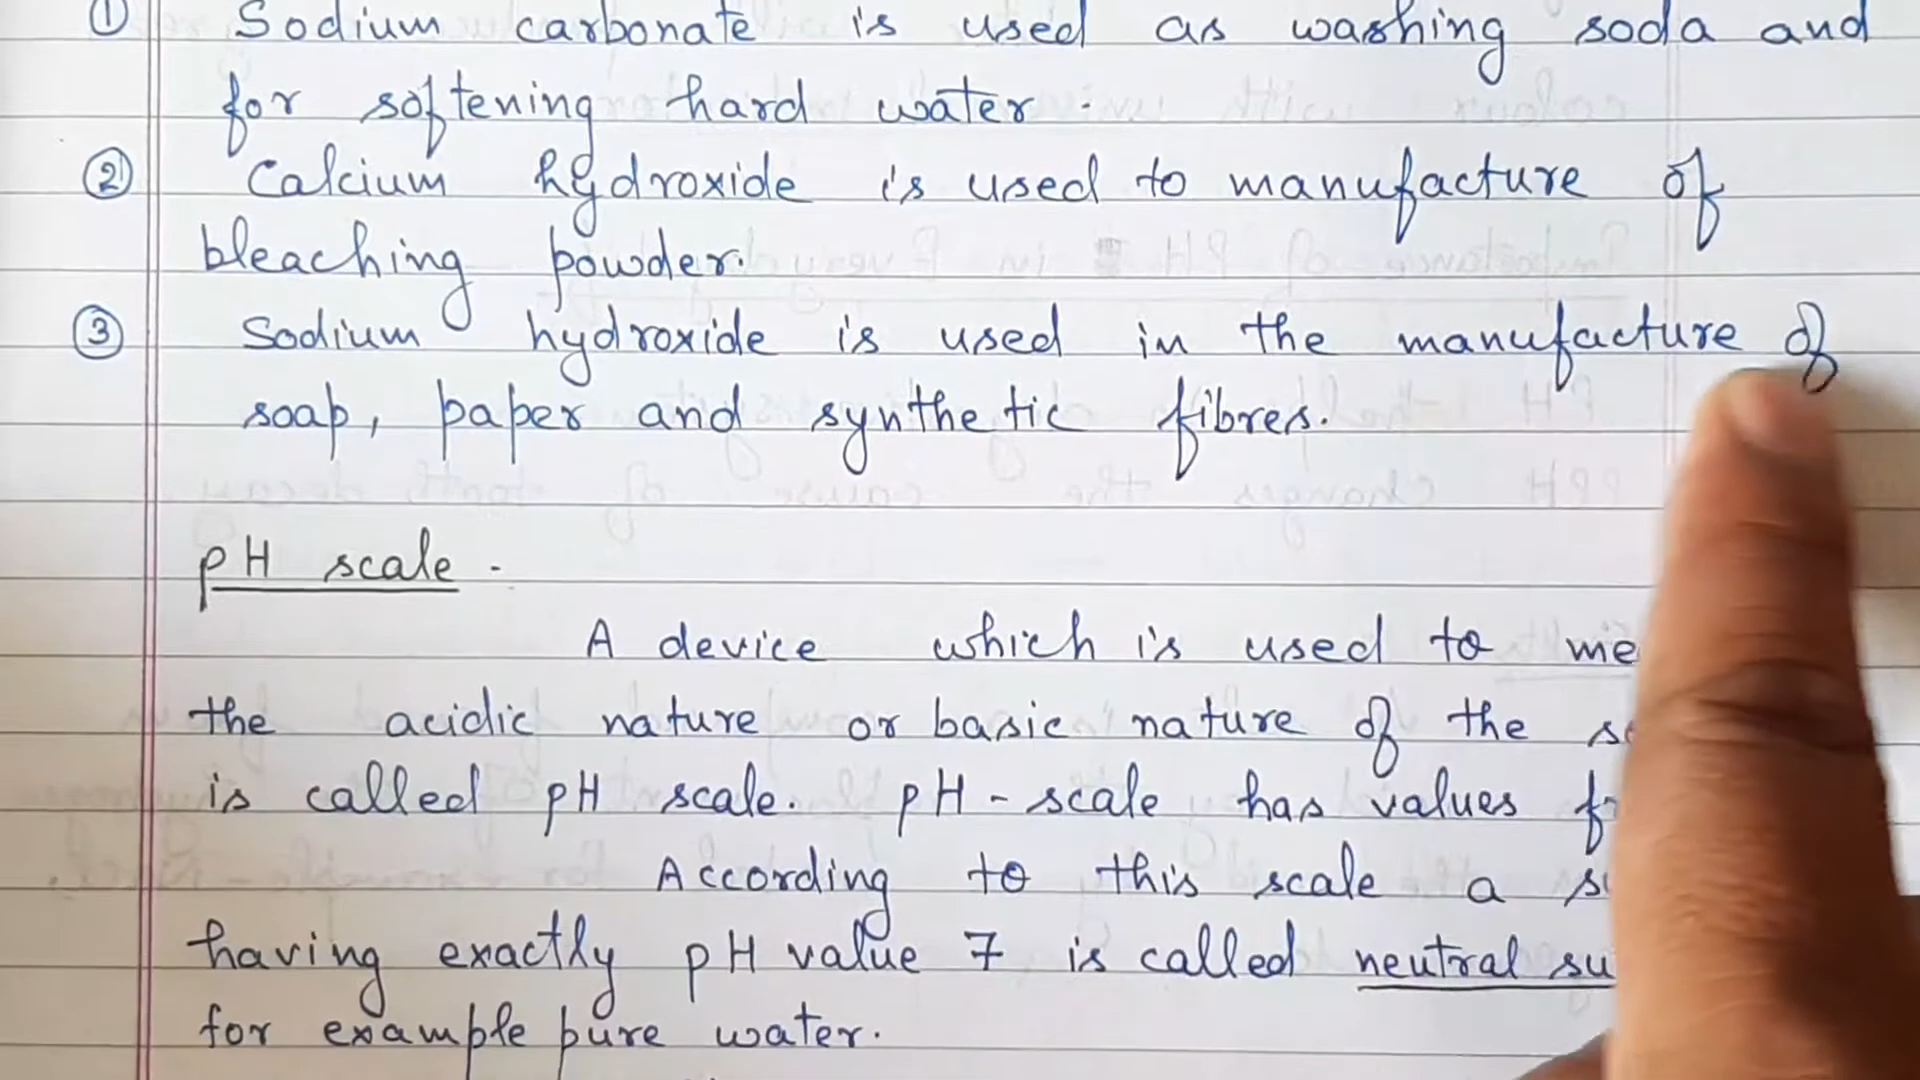 ① Sodium carbonate is used as washing soda and
for softening hard water.
② Calcium hydroxide is used to manufacture of
bleaching powder.
③ Sodium hydroxide is used in the manufacture of
soap, paper and synthetic fibres.
pH scale -
A device which is used to
the acidic nature or basic nature of the
is called pH scale. pH - scale has values
According to this scale a
having exactly pH value 7 is called neutral
for example pure water.